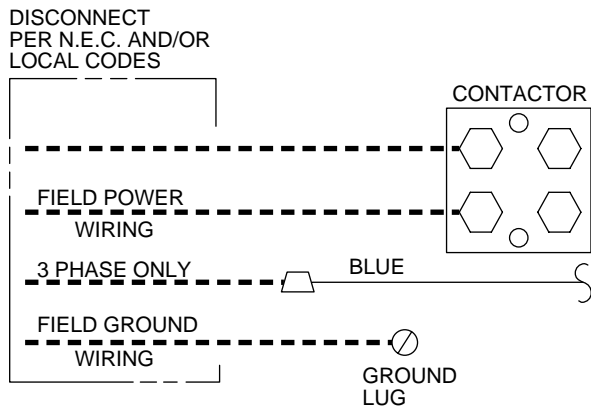 DISCONNECT
PER N.E.C. AND/OR
LOCAL CODES
CONTACTOR
FIELD POWER
WIRING
3 PHASE ONLY
BLUE
FIELD GROUND
WIRING
GROUND
LUG